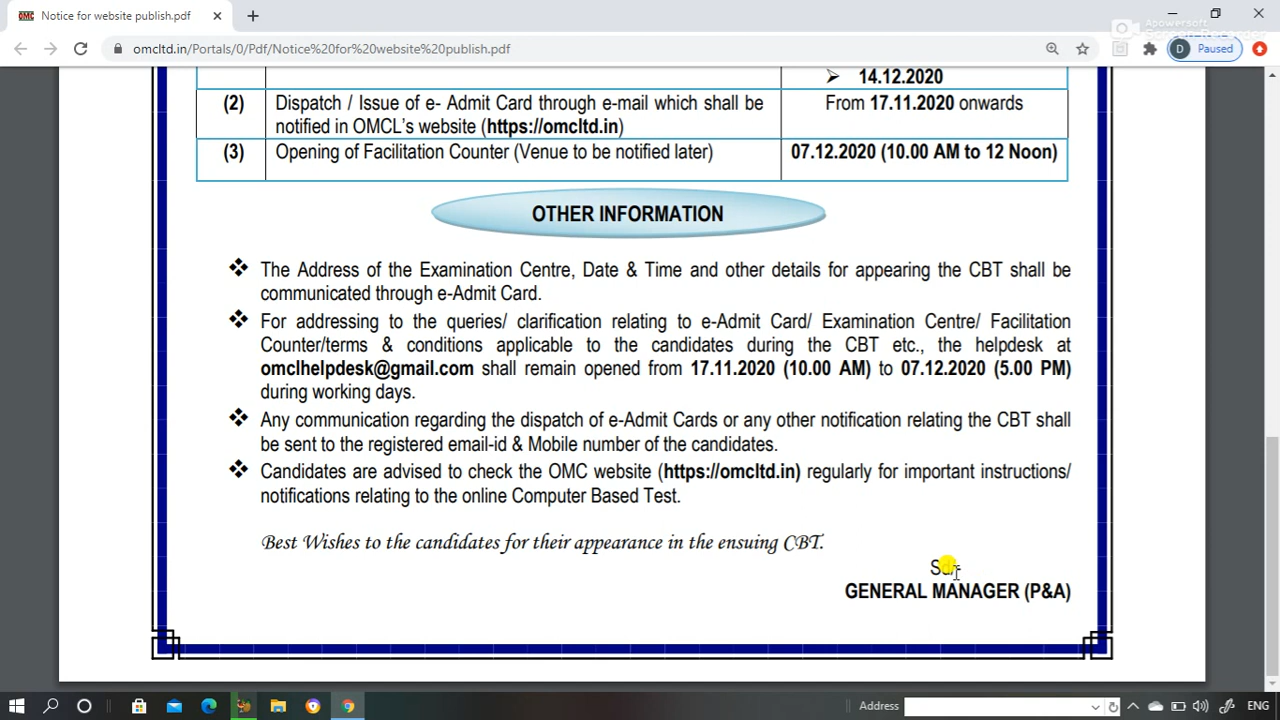 Notice for website publish.pdf
omcltd.in/Portals/0/Pdf/Notice%20for%20website%20publish.pdf
D Paused
Apowersoft
Screen Recorder
14.12.2020
(2) Dispatch / Issue of e- Admit Card through e-mail which shall be From 17.11.2020 onwards
notified in OMCL's website (https://omcltd.in)
(3) Opening of Facilitation Counter (Venue to be notified later) 07.12.2020 (10.00 AM to 12 Noon)
OTHER INFORMATION
The Address of the Examination Centre, Date & Time and other details for appearing the CBT shall be
communicated through e-Admit Card.
For addressing to the queries/ clarification relating to e-Admit Card/ Examination Centre/ Facilitation
Counter/terms & conditions applicable to the candidates during the CBT etc., the helpdesk at
omclhelpdesk@gmail.com shall remain opened from 17.11.2020 (10.00 AM) to 07.12.2020 (5.00 PM)
during working days.
Any communication regarding the dispatch of e-Admit Cards or any other notification relating the CBT shall
be sent to the registered email-id & Mobile number of the candidates.
Candidates are advised to check the OMC website (https://omcltd.in) regularly for important instructions/
notifications relating to the online Computer Based Test.
Best Wishes to the candidates for their appearance in the ensuing CBT.
Sd/-
GENERAL MANAGER (P&A)
Address
ENG